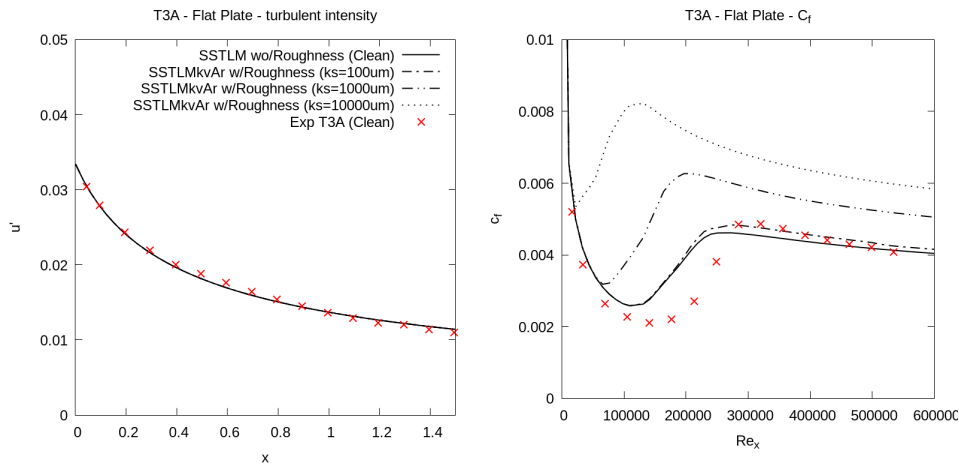 T3A - Flat Plate - turbulent intensity
0.05
0.04
0.03
0.02
0.01
0
u'
SSTLM wo/Roughness (Clean)
SSTLMkvAr w/Roughness (ks=100um)
SSTLMkvAr w/Roughness (ks=1000um)
SSTLMkvAr w/Roughness (ks=10000um)
Exp T3A (Clean)
0 0.2 0.4 0.6 0.8 1 1.2 1.4
x
T3A - Flat Plate - Cf
0.01
0.008
0.006
0.004
0.002
0
cf
0 100000 200000 300000 400000 500000 600000
Rex